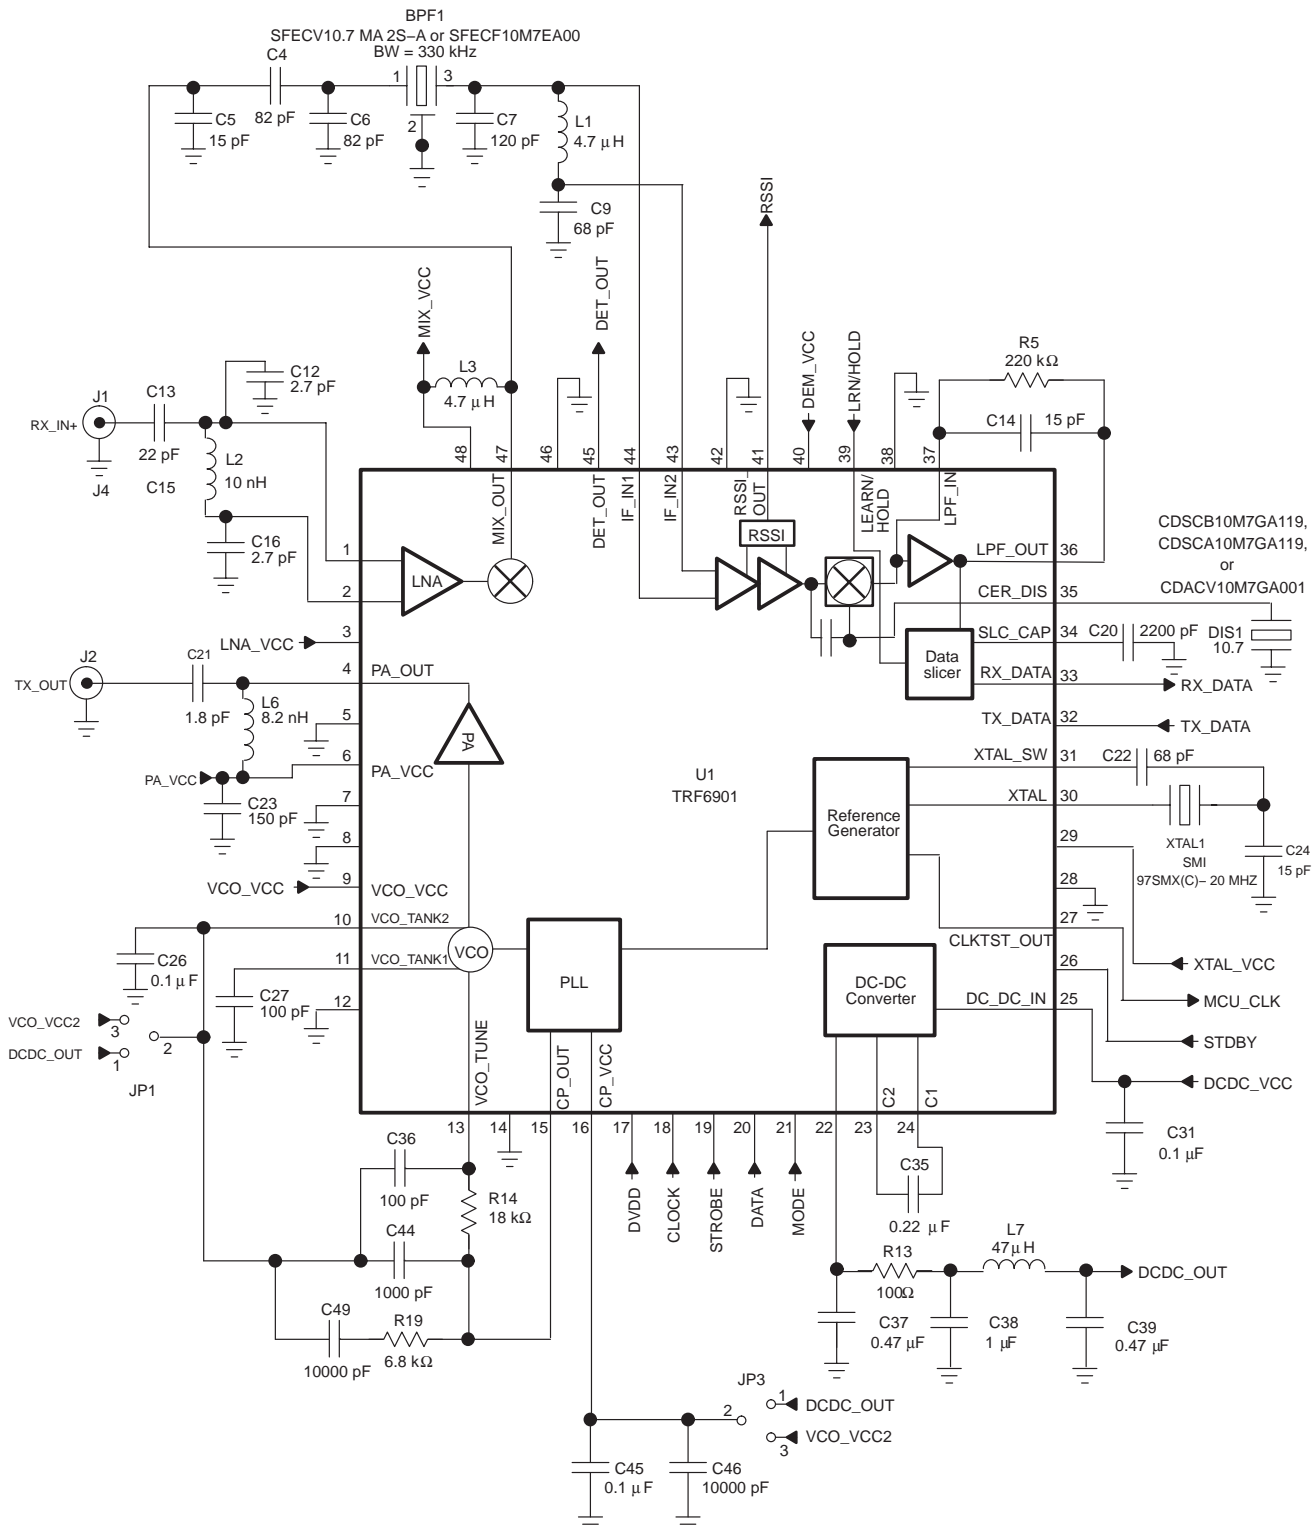 BPF1
SFECV10.7 MA 2S–A or SFECF10M7EA00
BW = 330 kHz
C4
82 pF
1
3
2
C5
15 pF
C6
82 pF
C7
120 pF
L1
4.7 μH
C9
68 pF
RSSI
MIX_VCC
DET_OUT
L3
4.7 μH
DEM_VCC
LRN/HOLD
R5
220 kΩ
C14
15 pF
C12
2.7 pF
J1
C13
RX_IN+
22 pF
L2
10 nH
J4
C15
C16
2.7 pF
48
47
46
45
44
43
42
41
40
39
38
37
MIX_OUT
DET_OUT
IF_IN1
IF_IN2
RSSI_
OUT
LEARN/
HOLD
LPF_IN
RSSI
CDSCB10M7GA119,
CDSCA10M7GA119,
or
CDACV10M7GA001
1
2
LNA
LPF_OUT
36
CER_DIS
35
LNA_VCC
3
SLC_CAP
34
C20
2200 pF
DIS1
10.7
Data
slicer
J2
TX_OUT
C21
1.8 pF
4
PA_OUT
RX_DATA
33
RX_DATA
L6
8.2 nH
5
TX_DATA
32
TX_DATA
PA
PA_VCC
6
PA_VCC
U1
TRF6901
XTAL_SW
31
C22
68 pF
C23
150 pF
7
XTAL
30
Reference
Generator
8
29
XTAL1
SMI
97SMX(C)– 20 MHZ
C24
15 pF
VCO_VCC
9
VCO_VCC
28
10
VCO_TANK2
27
CLKTST_OUT
C26
0.1 μF
11
VCO_TANK1
VCO
26
XTAL_VCC
C27
100 pF
12
PLL
DC-DC
Converter
DC_DC_IN
25
MCU_CLK
VCO_VCC2
3
2
DCDC_OUT
1
JP1
STDBY
DCDC_VCC
VCO_TUNE
CP_OUT
CP_VCC
C2
C1
13
14
15
16
17
18
19
20
21
22
23
24
C31
0.1 μF
C36
100 pF
R14
18 kΩ
DVDD
CLOCK
STROBE
DATA
MODE
C35
0.22 μF
C44
1000 pF
R13
100Ω
L7
47μH
DCDC_OUT
C49
10000 pF
R19
6.8 kΩ
C37
0.47 μF
C38
1 μF
C39
0.47 μF
JP3
2
1
DCDC_OUT
VCO_VCC2
3
C45
0.1 μF
C46
10000 pF